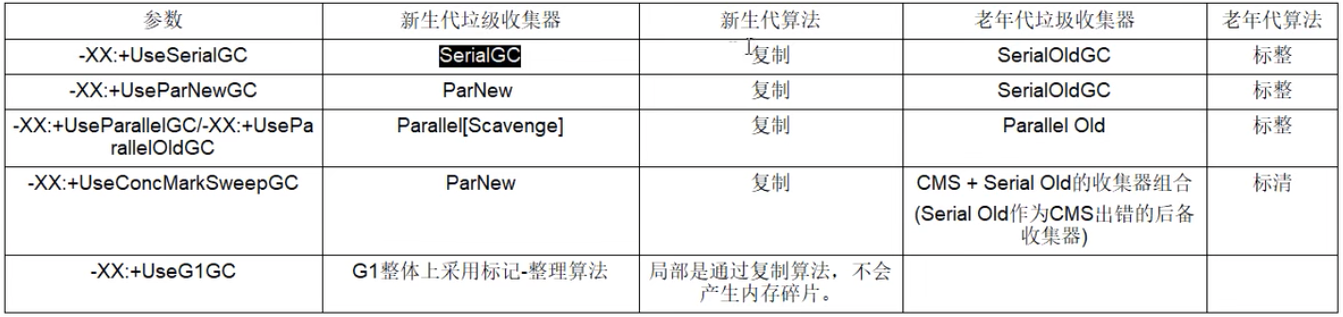 参数 新生代垃级收集器 新生代算法 老年代垃圾收集器 老年代算法
-XX:+UseSerialGC SerialGC 复制 SerialOldGC 标整
-XX:+UseParNewGC ParNew 复制 SerialOldGC 标整
-XX:+UseParallelGC/-XX:+UsePa Parallel[Scavenge] 复制 Parallel Old 标整
rallelOldGC
-XX:+UseConcMarkSweepGC ParNew 复制 CMS + Serial Old的收集器组合 标清
(Serial Old作为CMS出错的后备
收集器)
-XX:+UseG1GC G1整体上采用标记-整理算法 局部是通过复制算法，不会
产生内存碎片。